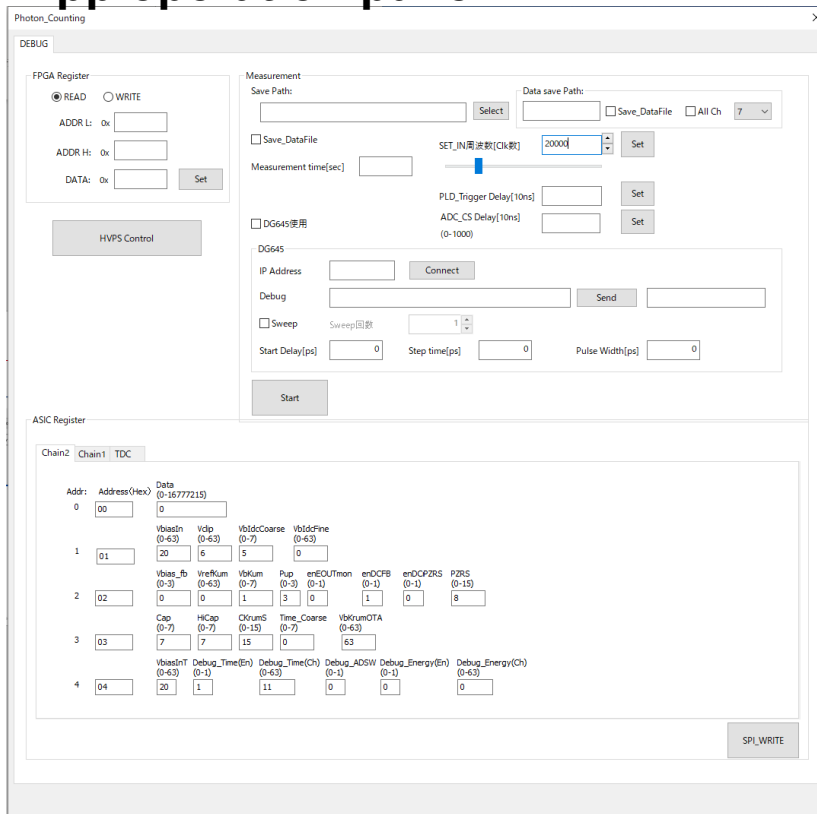 Photon_Counting
DEBUG
FPGA Register
READ WRITE
ADDR L: 0x
ADDR H: 0x
DATA: 0x Set
HVPS Control
Measurement
Save Path:
Select
Data save Path:
Save_DataFile All Ch 7
Save_DataFile
SET_IN周波数[Clk数] 20000 Set
Measurement time[sec]
PLD_Trigger Delay[10ns] Set
DG645使用
ADC_CS Delay[10ns] Set
(0-1000)
DG645
IP Address Connect
Debug Send
Sweep Sweep回数 1
Start Delay[ps] 0 Step time[ps] 0 Pulse Width[ps] 0
Start
ASIC Register
Chain2 Chain1 TDC
Addr: Address(Hex) Data
(0-16777215)
0 00 0
VbiasIn Vclip VbIdcCoarse VbIdcFine
(0-63) (0-63) (0-7) (0-63)
1 01 20 6 5 0
Vbias_fb VrefKum VbKum Pup enEOUTmon enDCFB enDCPZRS PZRS
(0-3) (0-63) (0-7) (0-3) (0-1) (0-1) (0-1) (0-15)
2 02 0 0 1 3 0 1 0 8
Cap HiCap CKrumS Time_Coarse VbKrumOTA
(0-7) (0-7) (0-15) (0-7) (0-63)
3 03 7 7 15 0 63
VbiasInT Debug_Time(En) Debug_Time(Ch) Debug_ADSW Debug_Energy(En) Debug_Energy(Ch)
(0-63) (0-1) (0-63) (0-1) (0-1) (0-63)
4 04 20 1 11 0 0 0
SPI_WRITE